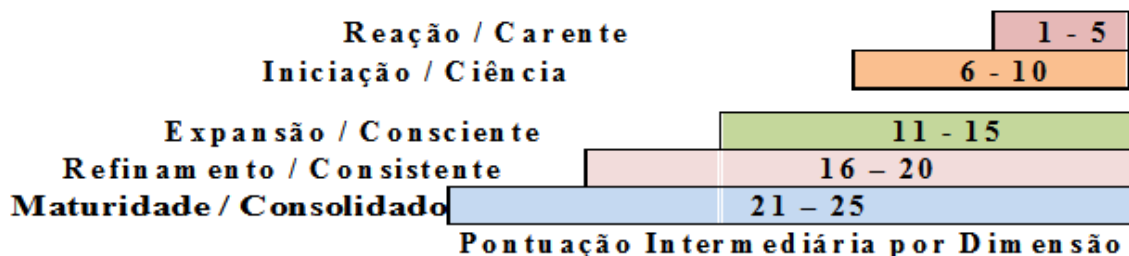 Reação / Carente 1 - 5
Iniciação / Ciência 6 - 10
Expansão / Consciente 11 - 15
Refinamento / Consistente 16 – 20
Maturidade / Consolidado 21 – 25
Pontuação Intermediária por Dimensão